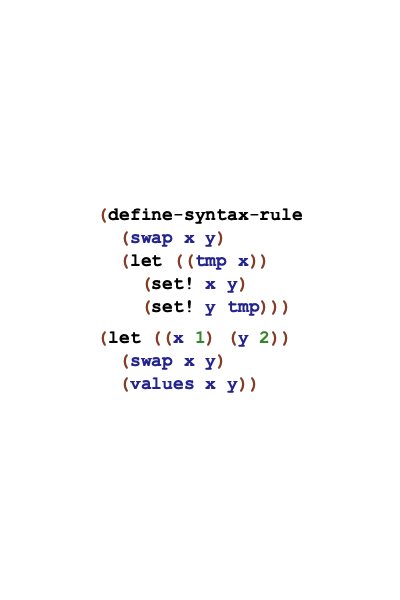 (define-syntax-rule
  (swap x y)
  (let ((tmp x))
    (set! x y)
    (set! y tmp)))
(let ((x 1) (y 2))
  (swap x y)
  (values x y))